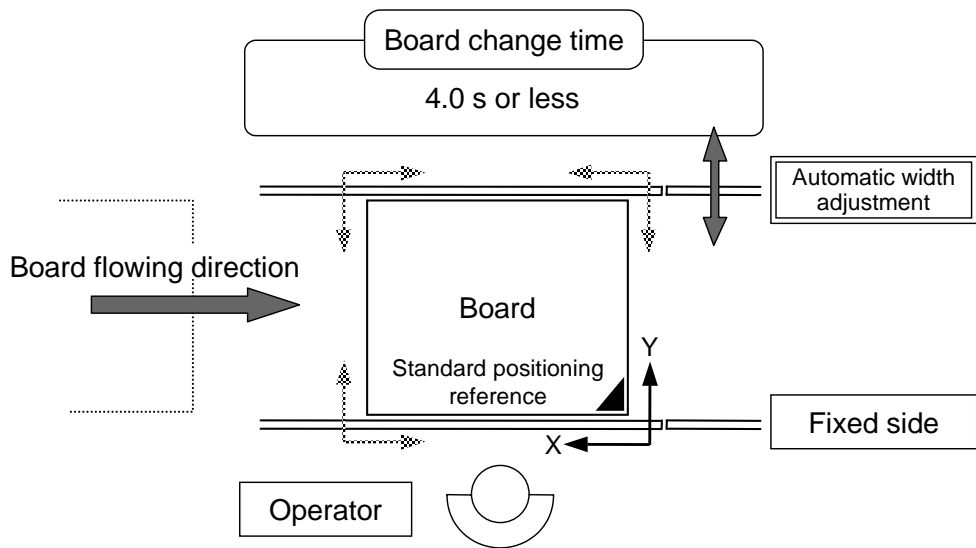 Board change time
4.0 s or less
Automatic width
adjustment
Board flowing direction
Board
Y
Standard positioning
reference
X
Fixed side
Operator